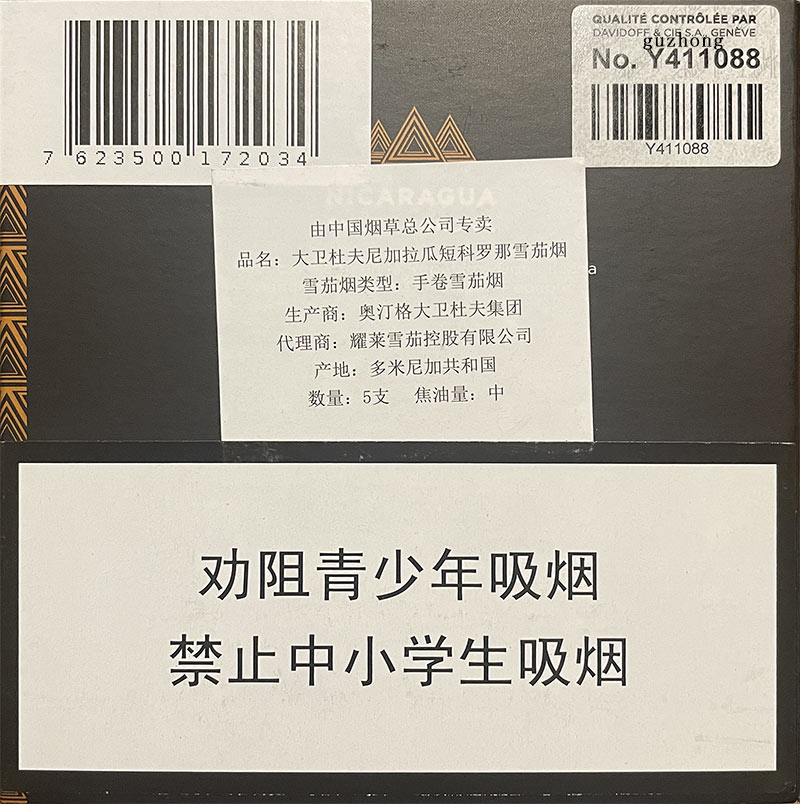 7 623500 172034
QUALITÉ CONTRÔLÉE PAR
DAVIDOFF & CIE S.A., GENÈVE
guzhong
No. Y411088
Y411088
NICARAGUA
由中国烟草总公司专卖
品名：大卫杜夫尼加拉瓜短科罗那雪茄烟
雪茄烟类型：手卷雪茄烟
生产商：奥汀格大卫杜夫集团
代理商：耀莱雪茄控股有限公司
产地：多米尼加共和国
数量：5支 焦油量：中
a
劝阻青少年吸烟
禁止中小学生吸烟